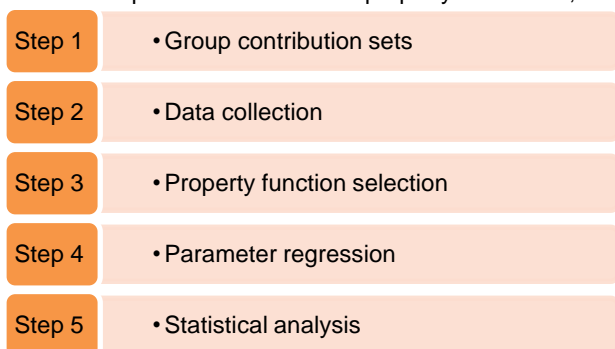 Step 1 • Group contribution sets
Step 2 • Data collection
Step 3 • Property function selection
Step 4 • Parameter regression
Step 5 • Statistical analysis